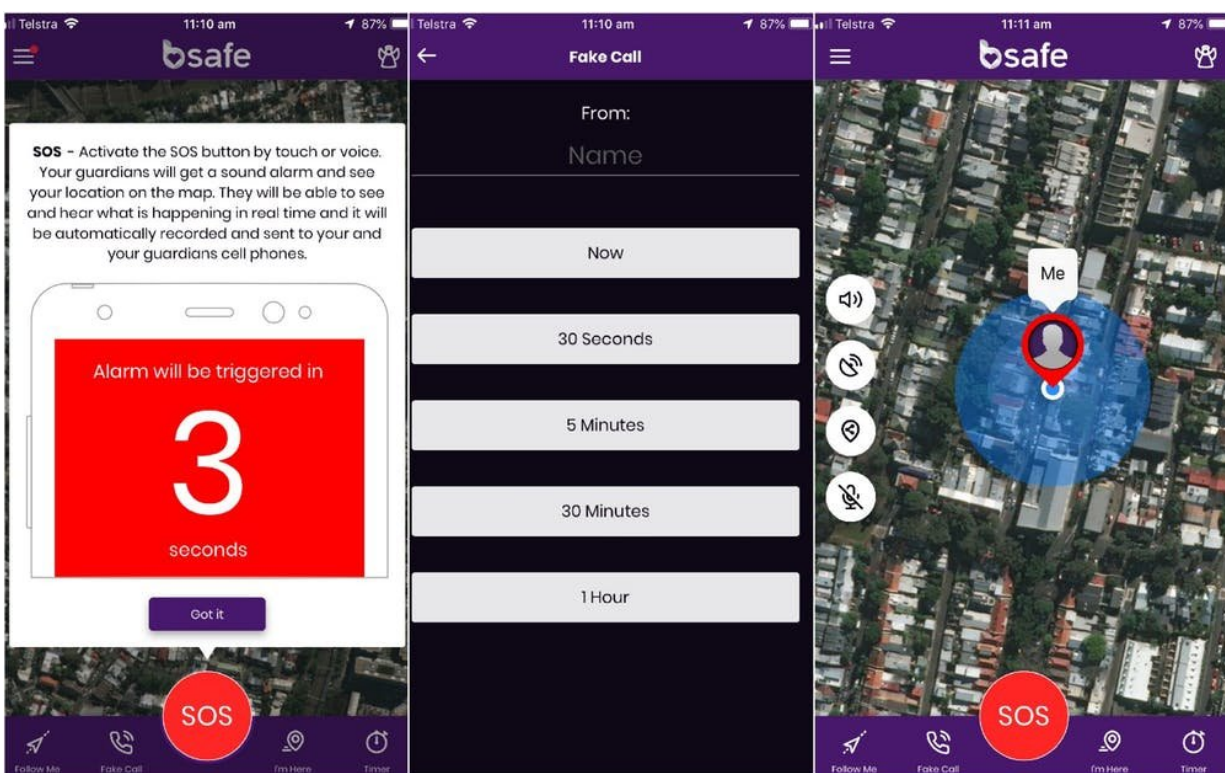 Telstra
11:10 am
87%
bsafe
SOS - Activate the SOS button by touch or voice.
Your guardians will get a sound alarm and see
your location on the map. They will be able to see
and hear what is happening in real time and it will
be automatically recorded and sent to your and
your guardians cell phones.
Alarm will be triggered in
3
seconds
Got it
SOS
Follow Me
Fake Call
I'm Here
Timer
Telstra
11:10 am
87%
Fake Call
From:
Name
Now
30 Seconds
5 Minutes
30 Minutes
1 Hour
Telstra
11:11 am
87%
bsafe
Me
SOS
Follow Me
Fake Call
I'm Here
Timer